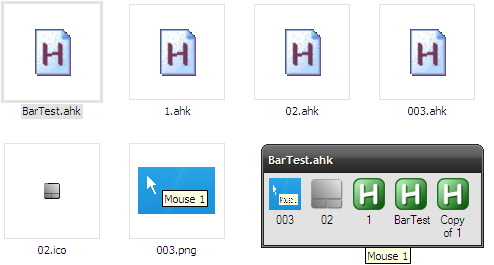 BarTest.ahk
1.ahk
02.ahk
003.ahk
Mouse 1
02.ico
003.png
BarTest.ahk
Mous..
003
02
1
BarTest
Copy
of 1
Mouse 1